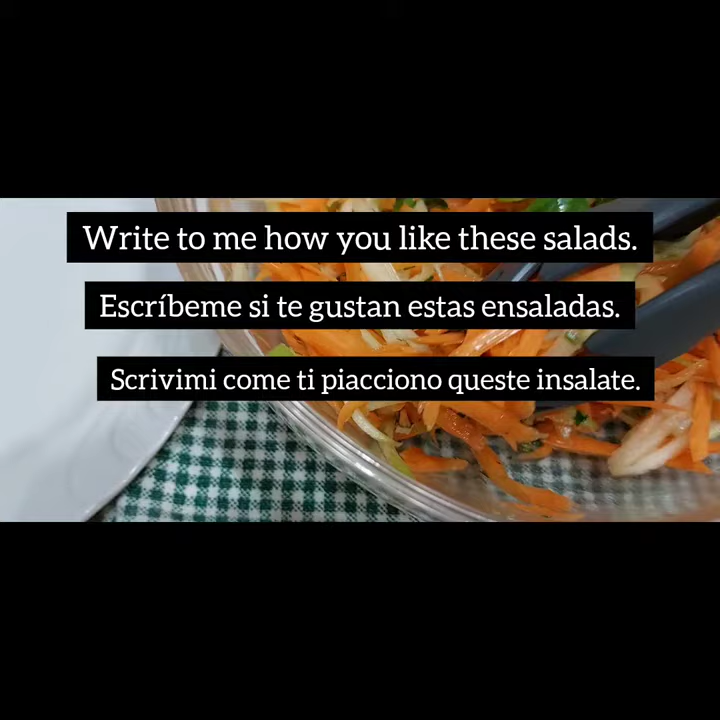 Write to me how you like these salads.
Escríbeme si te gustan estas ensaladas.
Scrivimi come ti piacciono queste insalate.